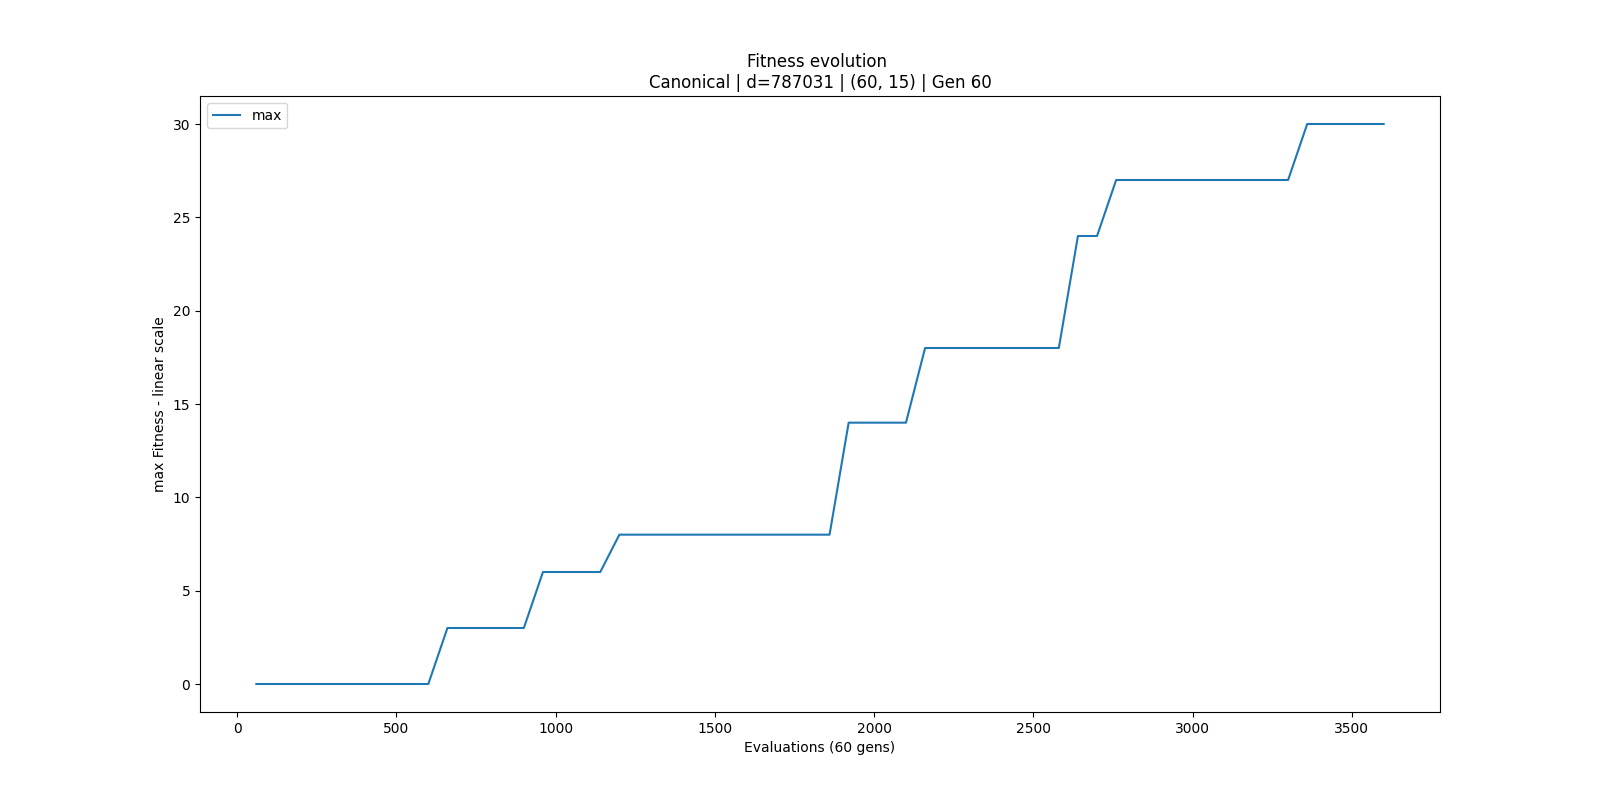 Fitness evolution
Canonical | d=787031 | (60, 15) | Gen 60
max
30
25
20
15
10
5
0
max Fitness - linear scale
0 500 1000 1500 2000 2500 3000 3500
Evaluations (60 gens)